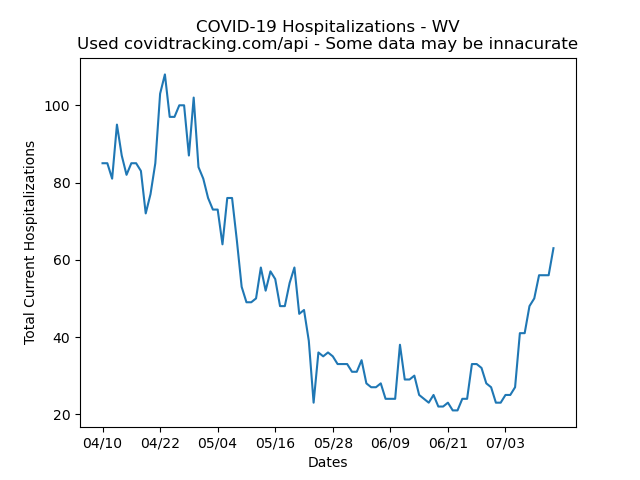 COVID-19 Hospitalizations - WV
Used covidtracking.com/api - Some data may be innacurate
Total Current Hospitalizations
100
80
60
40
20
04/10 04/22 05/04 05/16 05/28 06/09 06/21 07/03
Dates